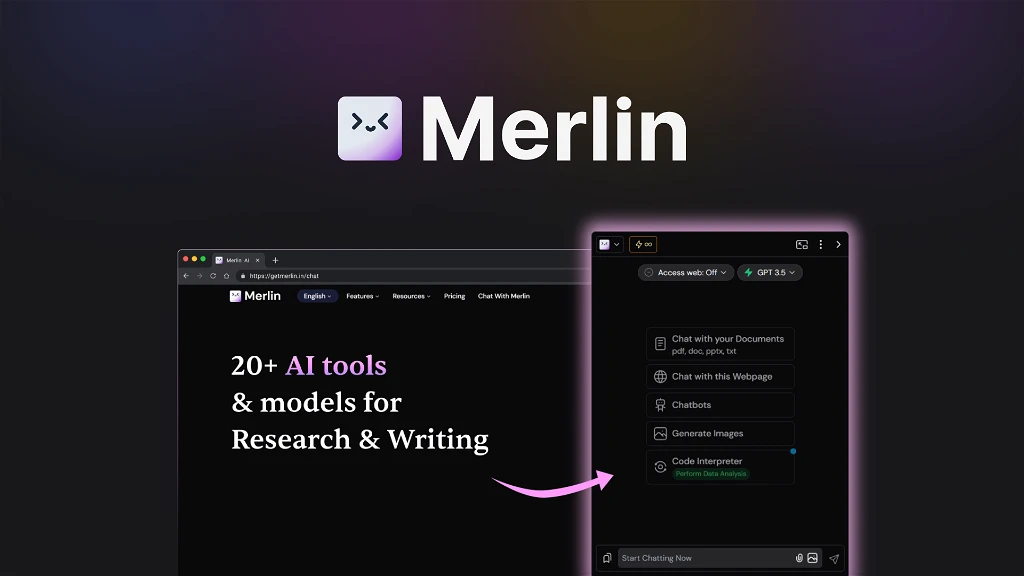 Merlin
Merlin AI
https://getmerlin.in/chat
Merlin English Features Resources Pricing Chat With Merlin
20+ AI tools
& models for
Research & Writing
Access web: Off GPT 3.5
Chat with your Documents
pdf, doc, pptx, txt
Chat with this Webpage
Chatbots
Generate Images
Code Interpreter
Perform Data Analysis
Start Chatting Now